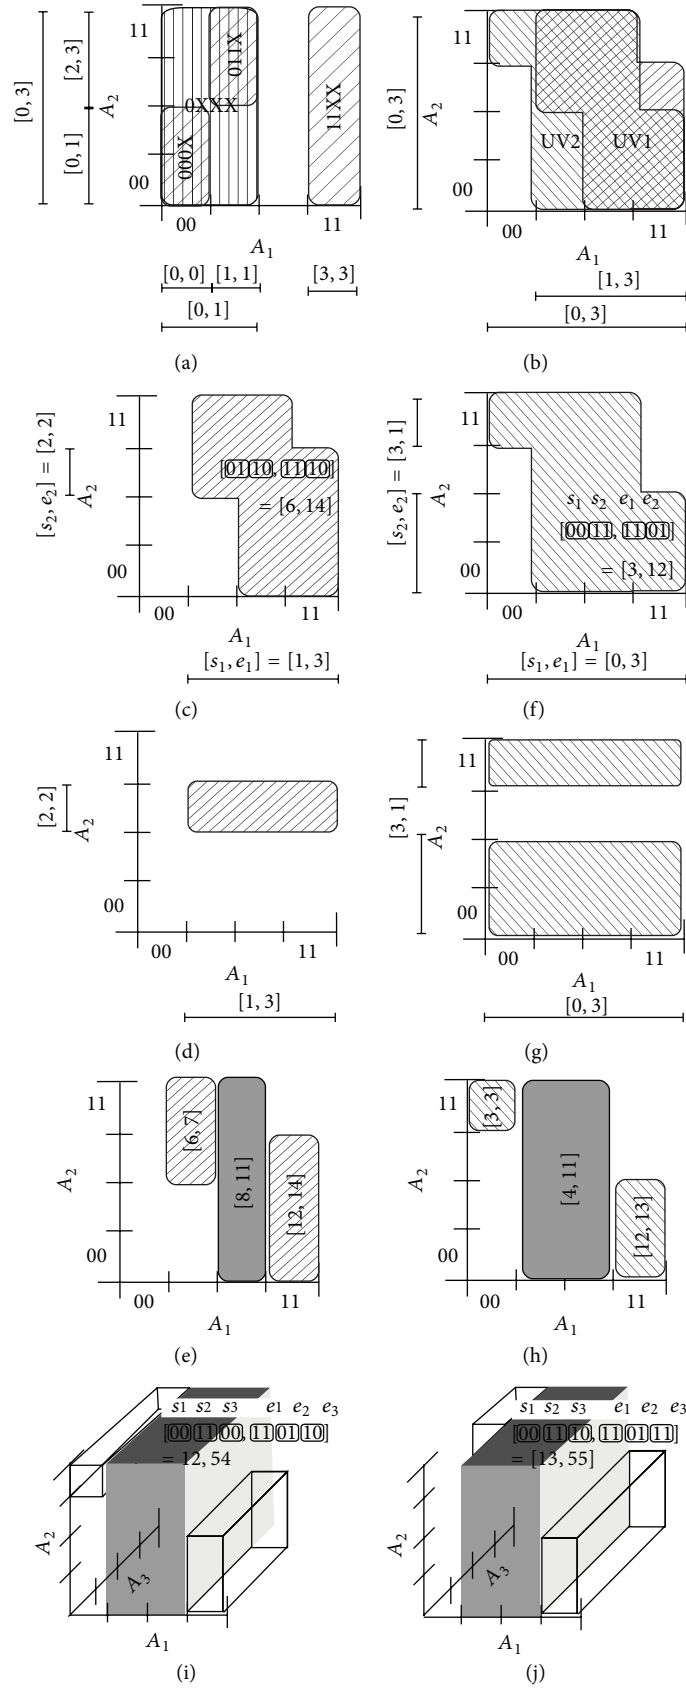 11
[0, 3]
[2, 3]
A2
[0, 1]
00
011X
0XXX
000X
11XX
00
11
A1
[0, 0]
[1, 1]
[3, 3]
[0, 1]
(a)
11
[0, 3]
A2
00
UV2
UV1
00
11
A1
[1, 3]
[0, 3]
(b)
11
[s2, e2] = [2, 2]
A2
00
[01 10, 11 10]
= [6, 14]
00
11
A1
[s1, e1] = [1, 3]
(c)
11
[s2, e2] = [3, 1]
A2
00
s1 s2 e1 e2
[00 11, 11 01]
= [3, 12]
00
11
A1
[s1, e1] = [0, 3]
(f)
11
[2, 2]
A2
00
00
11
A1
[1, 3]
(d)
11
[3, 1]
A2
00
00
11
A1
[0, 3]
(g)
11
A2
00
[6, 7]
[8, 11]
[12, 14]
00
11
A1
(e)
11
A2
00
[3, 3]
[4, 11]
[12, 13]
00
11
A1
(h)
s1 s2 s3 e1 e2 e3
[00 11 00, 11 01 10]
= 12, 54
A2
A3
A1
(i)
s1 s2 s3 e1 e2 e3
[00 11 10, 11 01 11]
= [13, 55]
A2
A3
A1
(j)